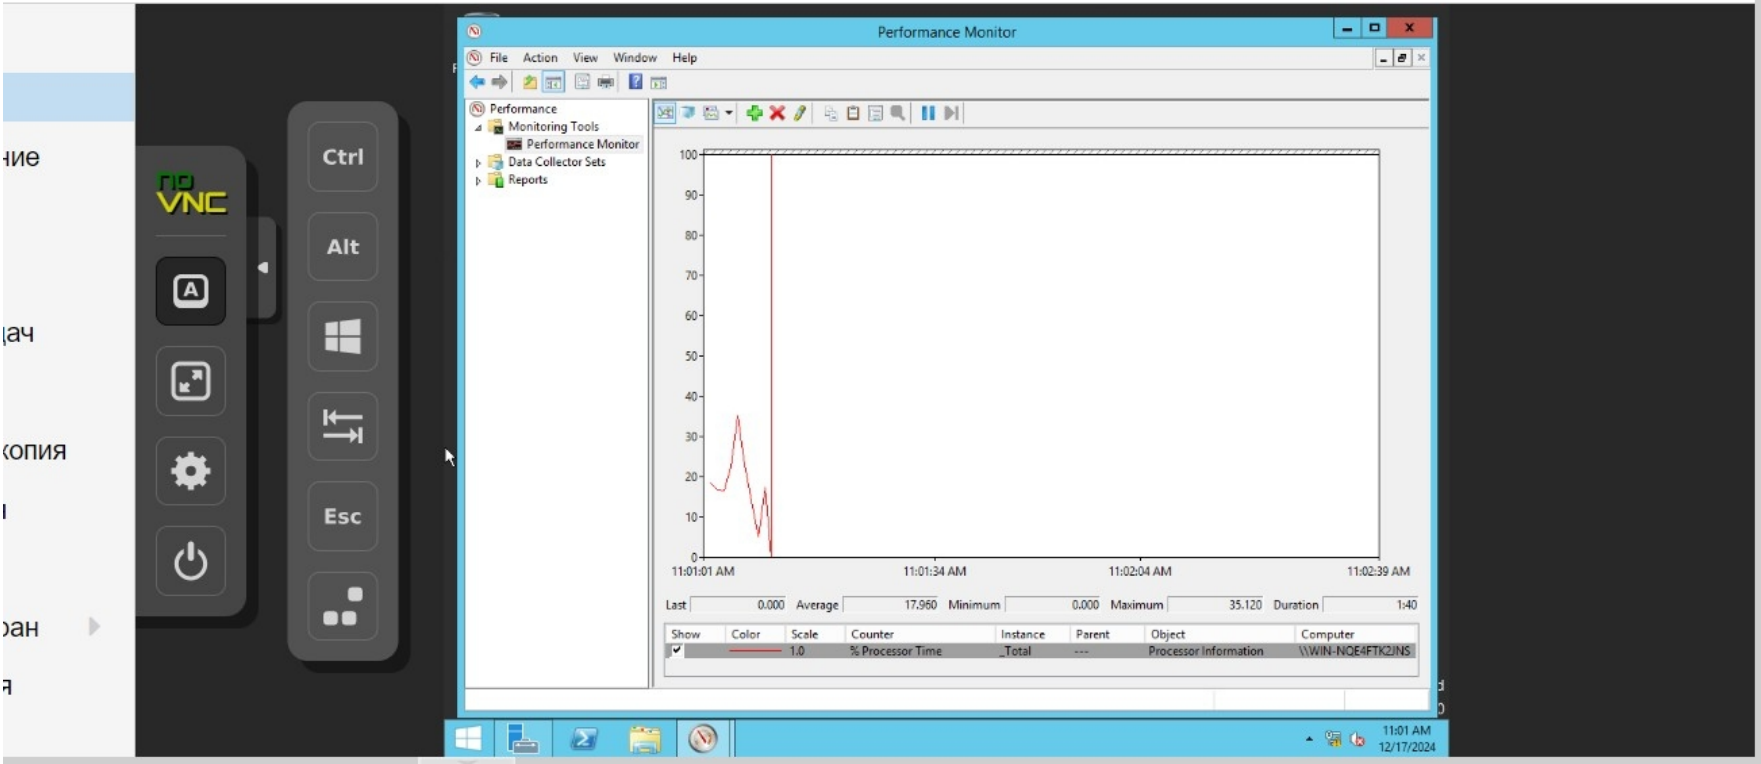 ние
дач
копия
я
no
VNC
Ctrl
Alt
Esc
A
Performance Monitor
File Action View Window Help
Performance
Monitoring Tools
Performance Monitor
Data Collector Sets
Reports
100
90
80
70
60
50
40
30
20
10
0
11:01:01 AM 11:01:34 AM 11:02:04 AM 11:02:39 AM
Last 0.000 Average 17.960 Minimum 0.000 Maximum 35.120 Duration 1:40
Show Color Scale Counter Instance Parent Object Computer
1.0 % Processor Time _Total --- Processor Information \\WIN-NQE4FTK2JNS
11:01 AM
12/17/2024